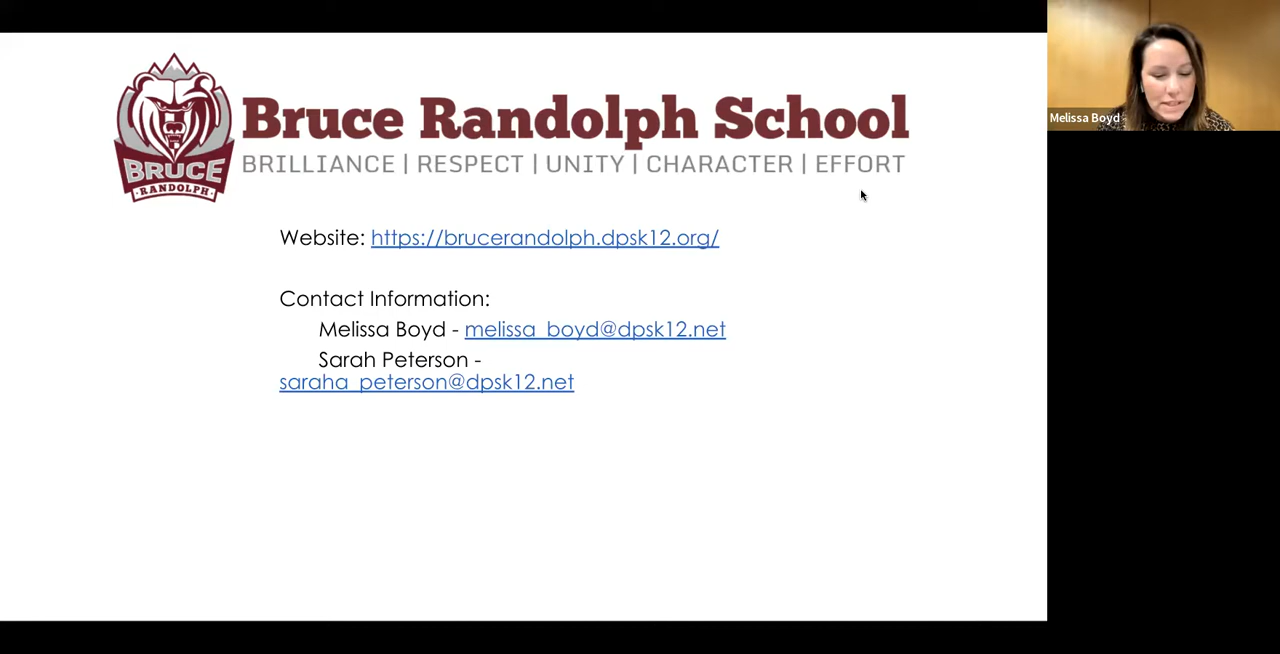 Bruce Randolph School
BRILLIANCE | RESPECT | UNITY | CHARACTER | EFFORT
BRUCE
·RANDOLPH·
Melissa Boyd
Website: https://brucerandolph.dpsk12.org/
Contact Information:
Melissa Boyd - melissa_boyd@dpsk12.net
Sarah Peterson -
saraha_peterson@dpsk12.net